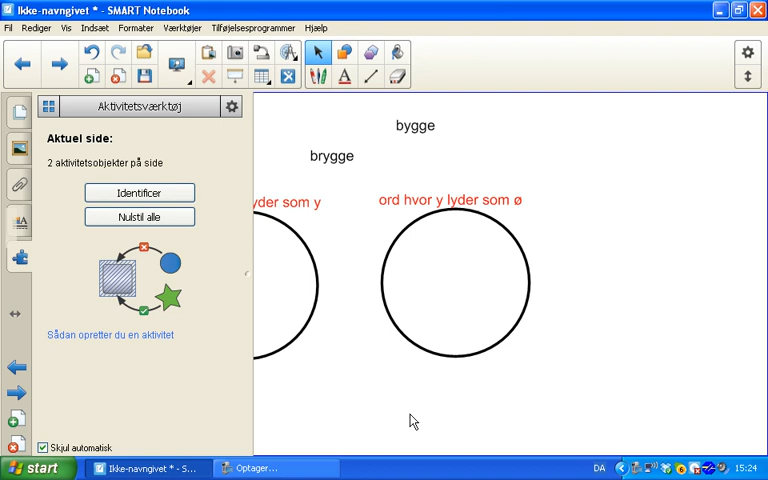 Ikke-navngivet * - SMART Notebook
Fil Rediger Vis Indsæt Formater Værktøjer Tilføjelsesprogrammer Hjælp
Aktivitetsværktøj
Aktuel side:
2 aktivitetsobjekter på side
Identificer
Nulstil alle
Sådan opretter du en aktivitet
Skjul automatisk
bygge
brygge
yder som y
ord hvor y lyder som ø
start
Ikke-navngivet * - S...
Optager...
DA
15:24